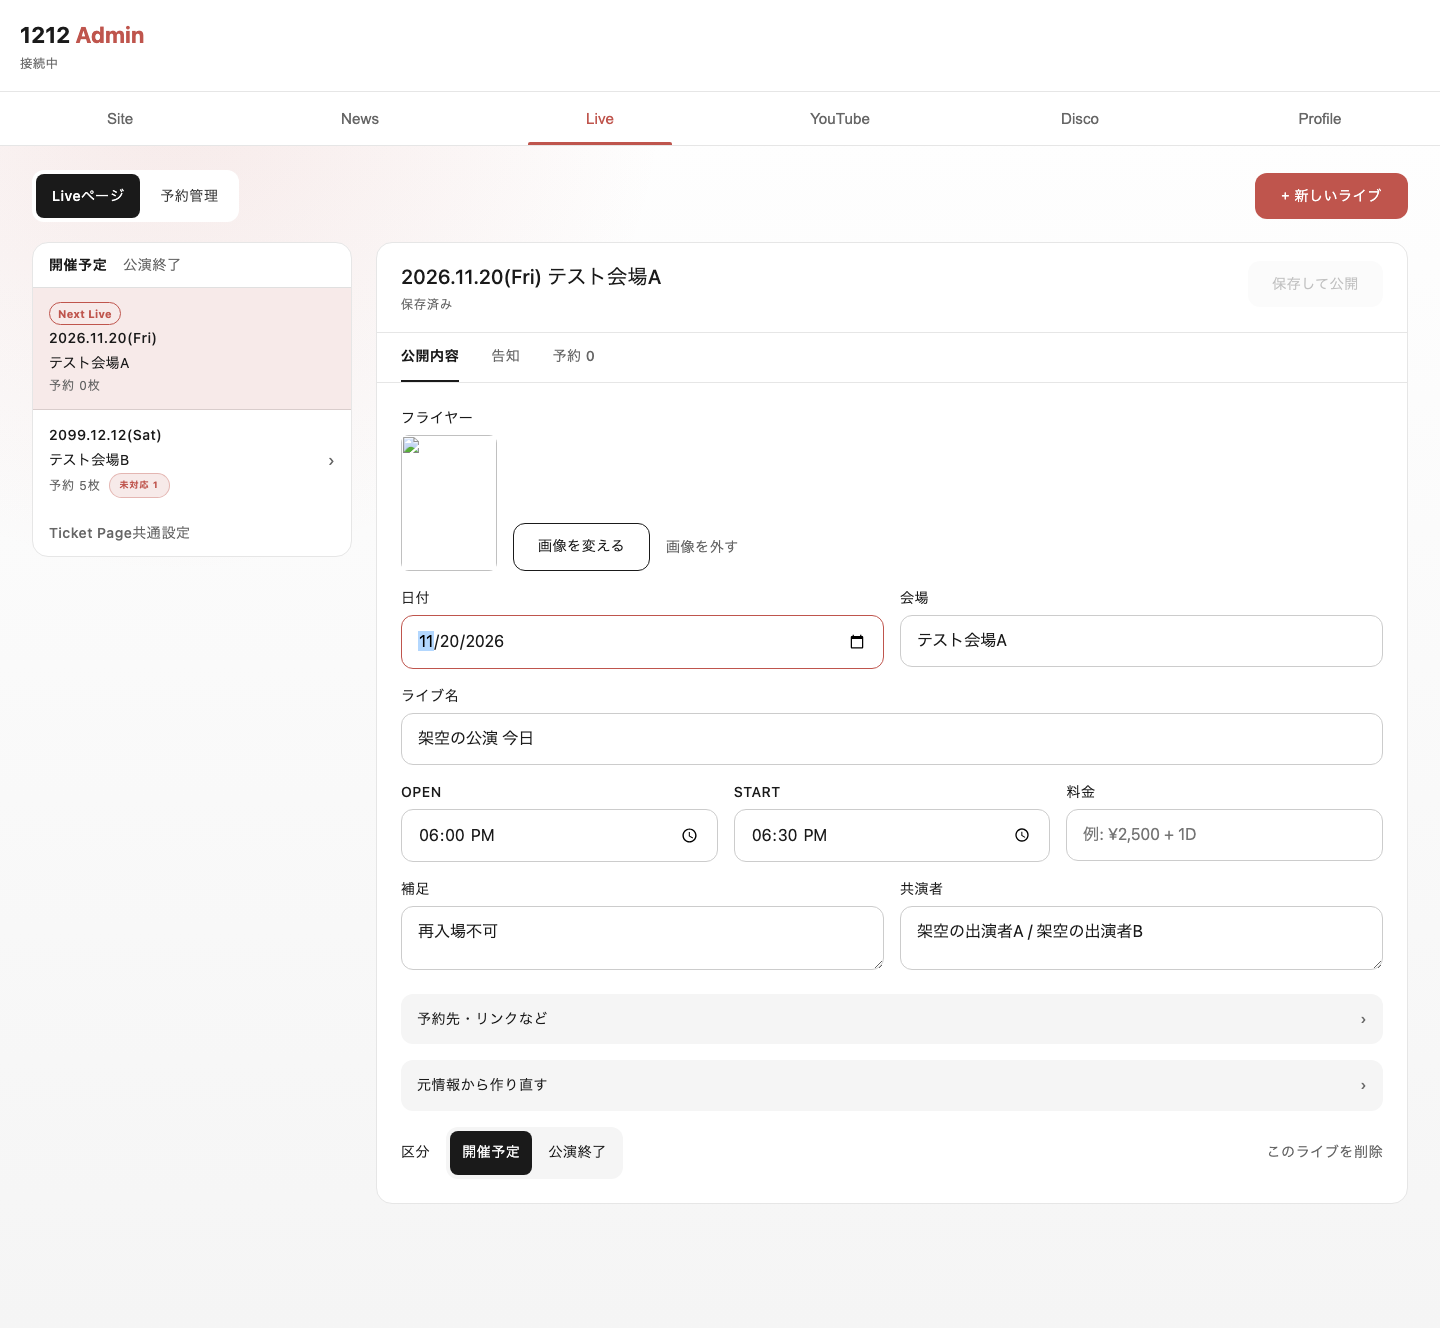 1212 Admin
接続中
Site News Live YouTube Disco Profile
Liveページ 予約管理 + 新しいライブ
開催予定 公演終了
Next Live
2026.11.20(Fri)
テスト会場A
予約 0枚
2099.12.12(Sat)
テスト会場B
予約 5枚 未対応 1
Ticket Page共通設定
2026.11.20(Fri) テスト会場A
保存済み
保存して公開
公開内容 告知 予約 0
フライヤー
画像を変える 画像を外す
日付 会場
11/20/2026 テスト会場A
ライブ名
架空の公演 今日
OPEN START 料金
06:00 PM 06:30 PM 例: ¥2,500 + 1D
補足 共演者
再入場不可 架空の出演者A / 架空の出演者B
予約先・リンクなど
元情報から作り直す
区分 開催予定 公演終了 このライブを削除